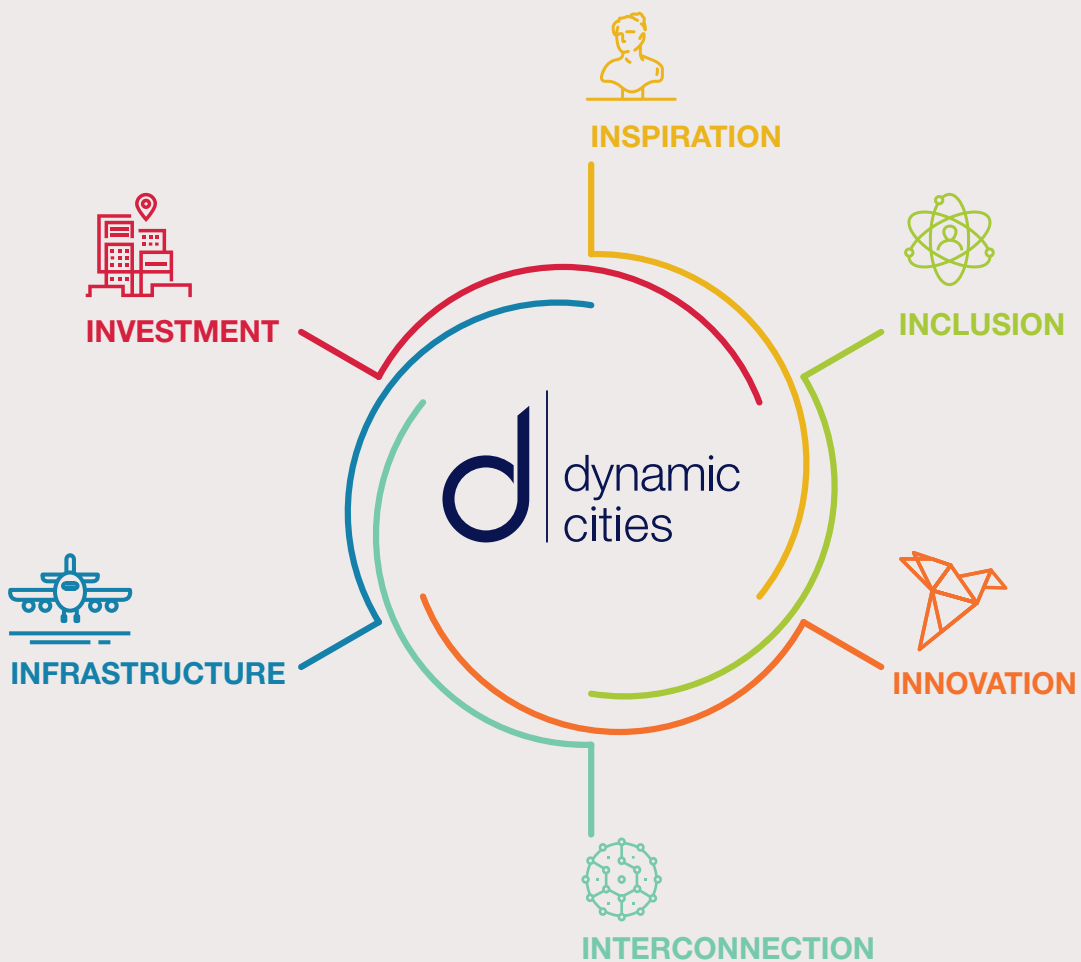 INSPIRATION
INVESTMENT
INCLUSION
d
dynamic
cities
INFRASTRUCTURE
INNOVATION
INTERCONNECTION